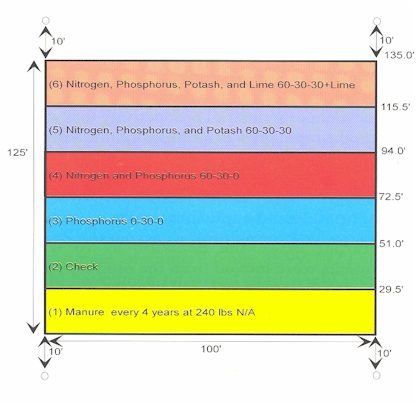 10'
10'
135.0'
(6) Nitrogen, Phosphorus, Potash, and Lime 60-30-30+Lime
115.5'
(5) Nitrogen, Phosphorus, and Potash 60-30-30
125'
94.0'
(4) Nitrogen and Phosphorus 60-30-0
72.5'
(3) Phosphorus 0-30-0
51.0'
(2) Check
29.5'
(1) Manure every 4 years at 240 lbs N/A
10'
100'
10'